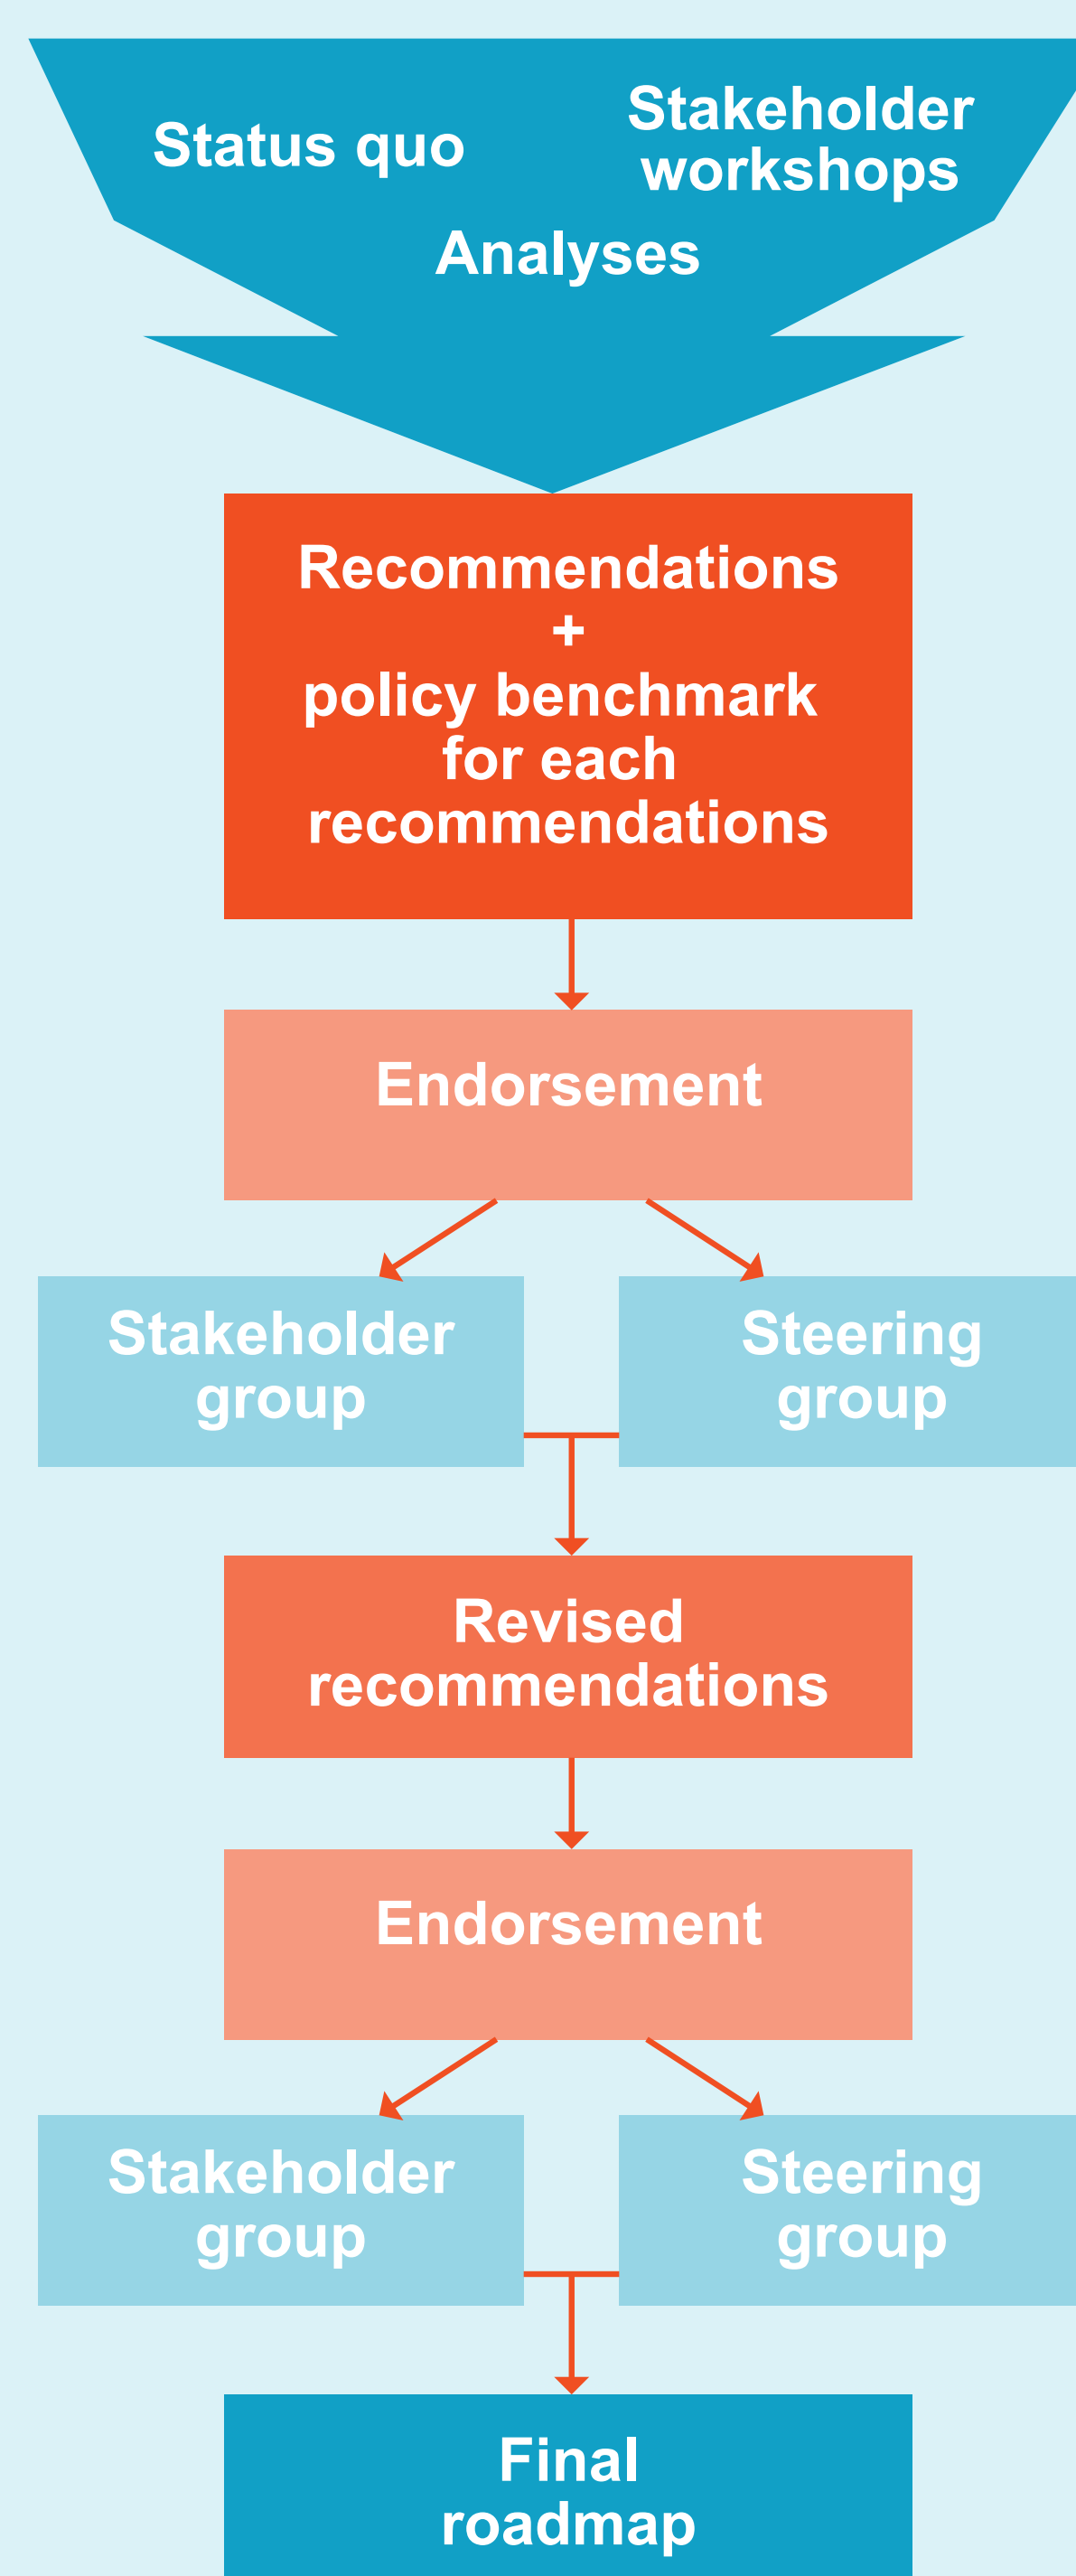 Status quo
Stakeholder
workshops
Analyses
Recommendations
+
policy benchmark
for each
recommendations
Endorsement
Stakeholder
group
Steering
group
Revised
recommendations
Endorsement
Stakeholder
group
Steering
group
Final
roadmap